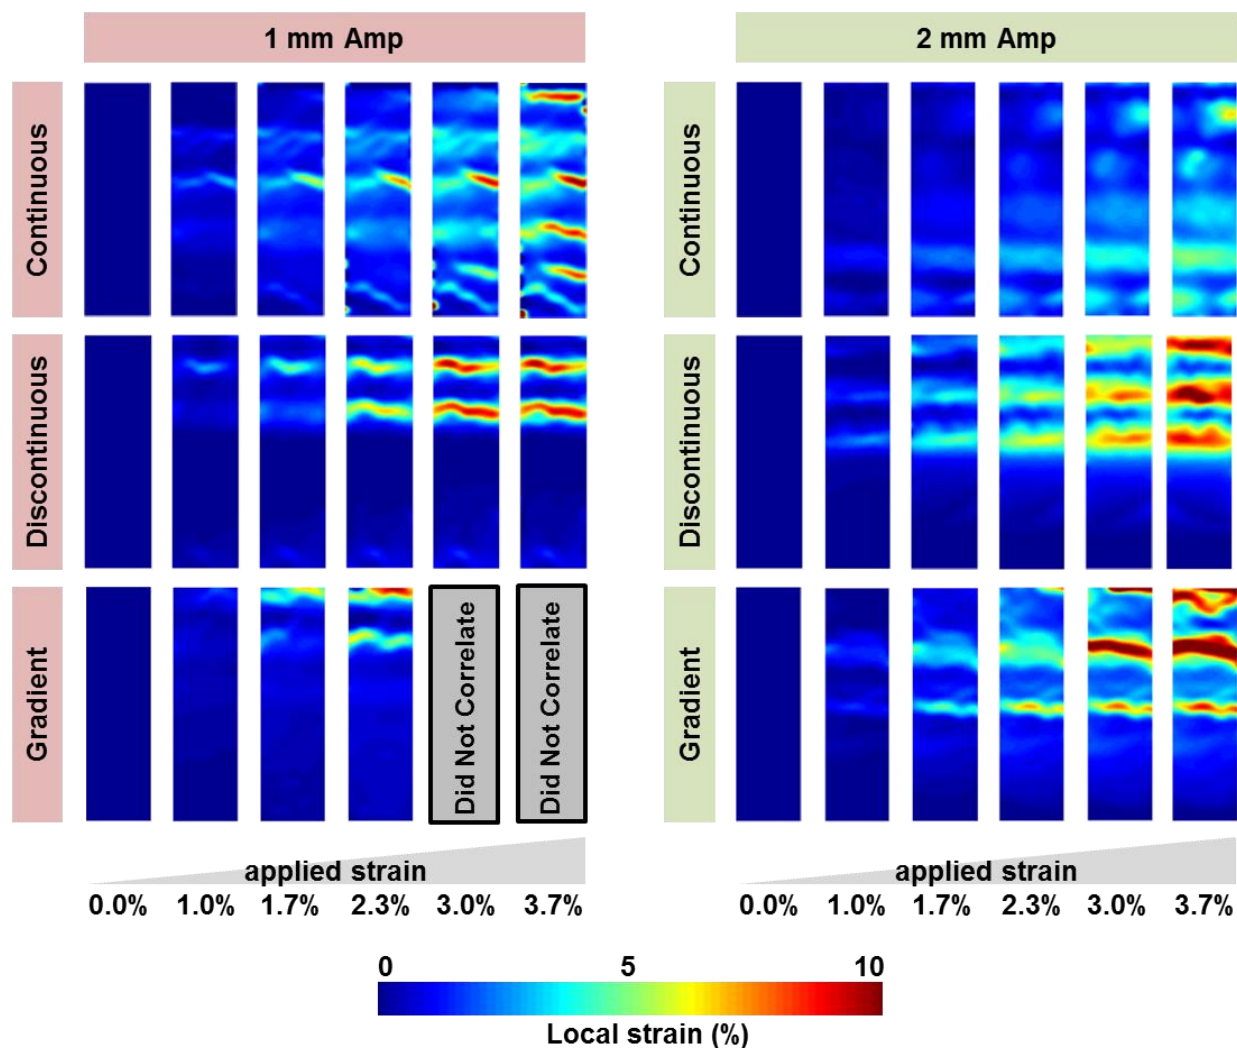 1 mm Amp
2 mm Amp
Continuous
Continuous
Discontinuous
Discontinuous
Gradient
Did Not Correlate
Did Not Correlate
Gradient
applied strain
applied strain
0.0% 1.0% 1.7% 2.3% 3.0% 3.7%
0.0% 1.0% 1.7% 2.3% 3.0% 3.7%
0 5 10
Local strain (%)